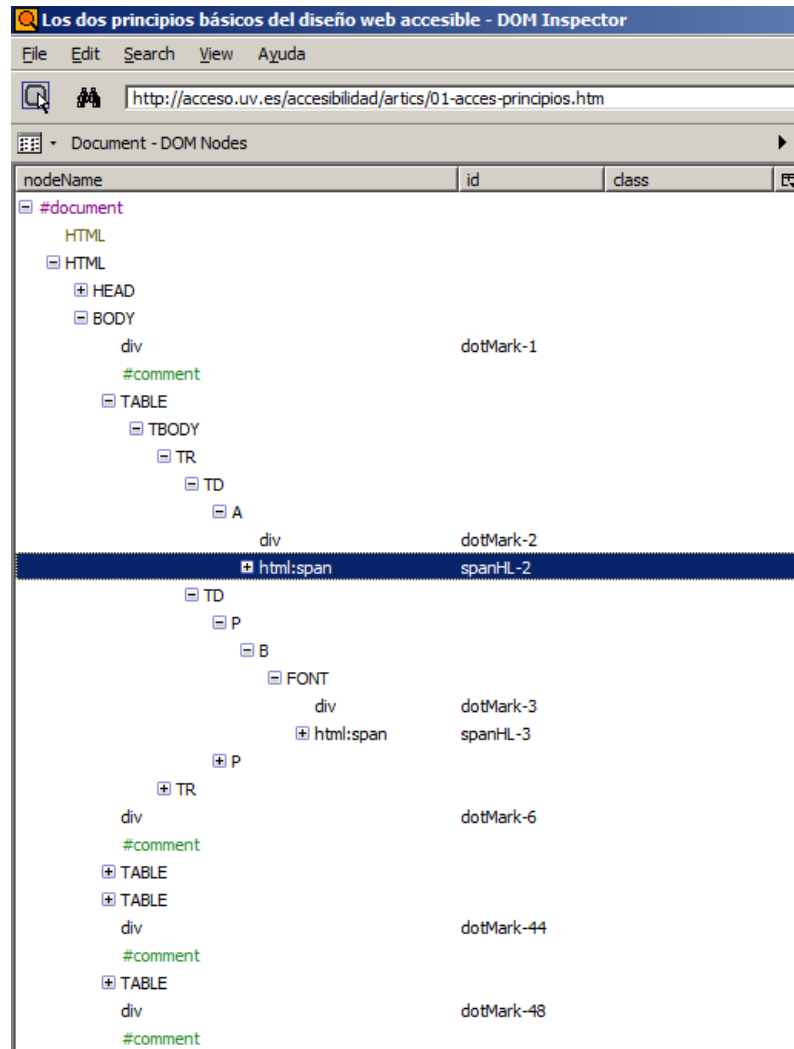 Los dos principios básicos del diseño web accesible - DOM Inspector
File Edit Search View Ayuda
http://acceso.uv.es/accesibilidad/artics/01-acces-principios.htm
Document - DOM Nodes
nodeName id class
#document
HTML
HTML
HEAD
BODY
div dotMark-1
#comment
TABLE
TBODY
TR
TD
A
div dotMark-2
html:span spanHL-2
TD
P
B
FONT
div dotMark-3
html:span spanHL-3
P
TR
div dotMark-6
#comment
TABLE
TABLE
div dotMark-44
#comment
TABLE
div dotMark-48
#comment